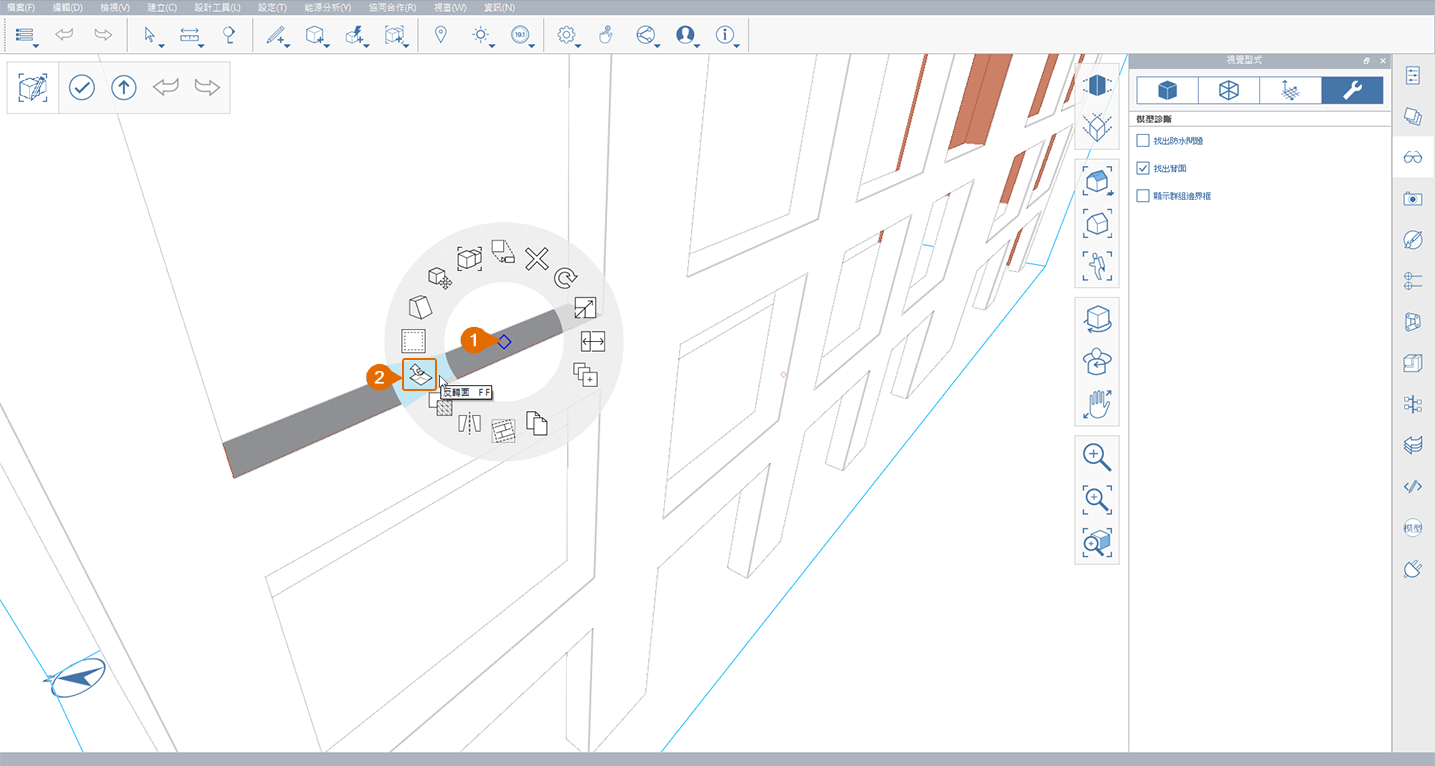 檔案(F) 編輯(D) 檢視(V) 建立(C) 設計工具(L) 設定(T) 能源分析(Y) 協同合作(R) 視窗(W) 資訊(N)
19.1
視覺型式
模型診斷
找出防水問題
找出背面
顯示群組邊界框
1
2
反轉面 FF
模型